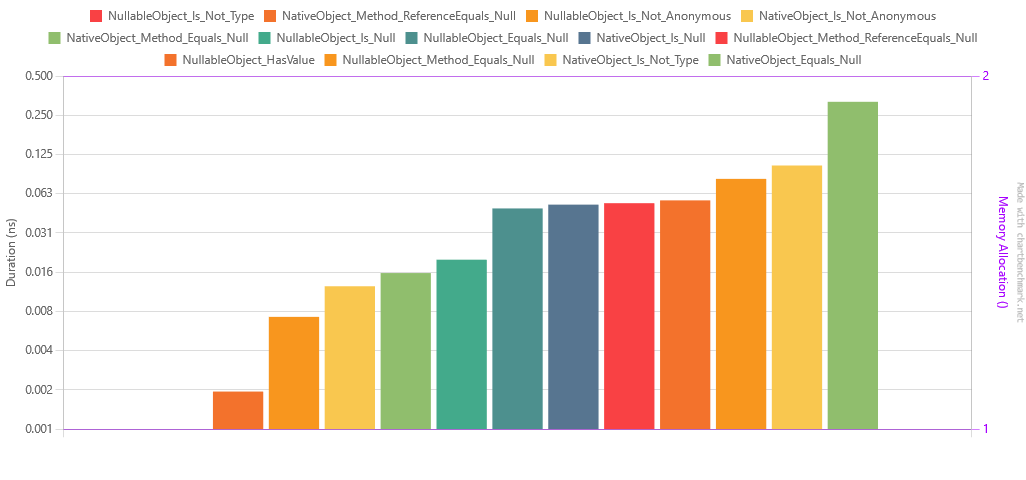 NullableObject_Is_Not_Type NativeObject_Method_ReferenceEquals_Null NullableObject_Is_Not_Anonymous NativeObject_Is_Not_Anonymous
NativeObject_Method_Equals_Null NullableObject_Is_Null NullableObject_Equals_Null NativeObject_Is_Null NullableObject_Method_ReferenceEquals_Null
NullableObject_HasValue NullableObject_Method_Equals_Null NativeObject_Is_Not_Type NativeObject_Equals_Null
0.500
0.250
0.125
0.063
0.031
0.016
0.008
0.004
0.002
0.001
Duration (ns)
2
1
Memory Allocation ()
Made with chartbenchmark.net